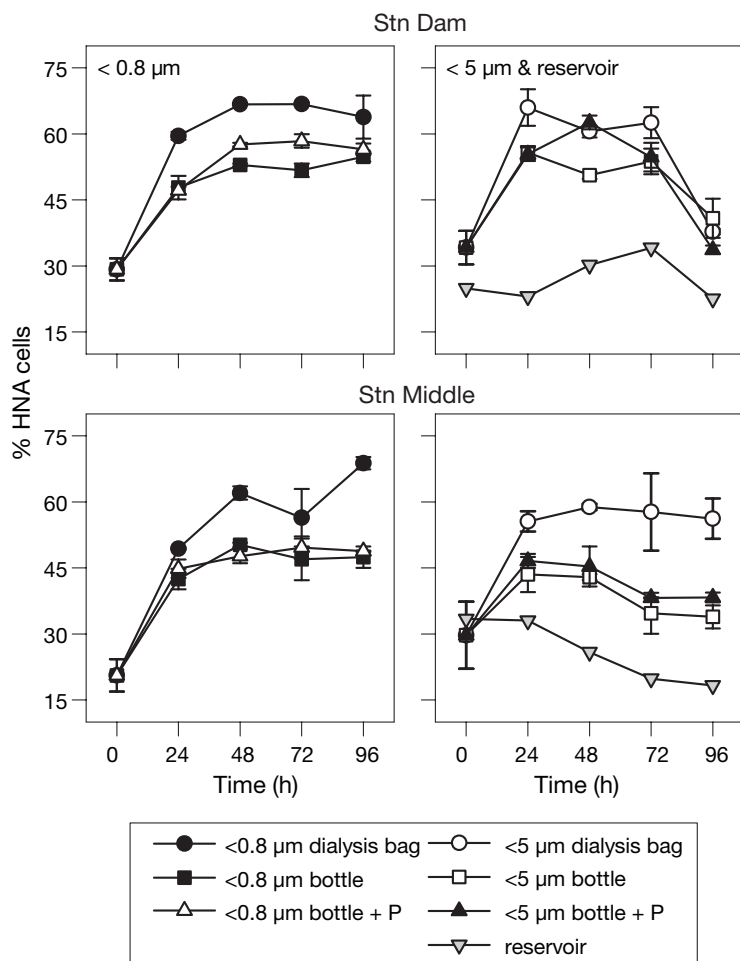 Stn Dam
< 0.8 µm
< 5 µm & reservoir
75
60
45
30
15
% HNA cells
Stn Middle
75
60
45
30
15
0 24 48 72 96
0 24 48 72 96
Time (h)
Time (h)
<0.8 µm dialysis bag
<0.8 µm bottle
<0.8 µm bottle + P
<5 µm dialysis bag
<5 µm bottle
<5 µm bottle + P
reservoir